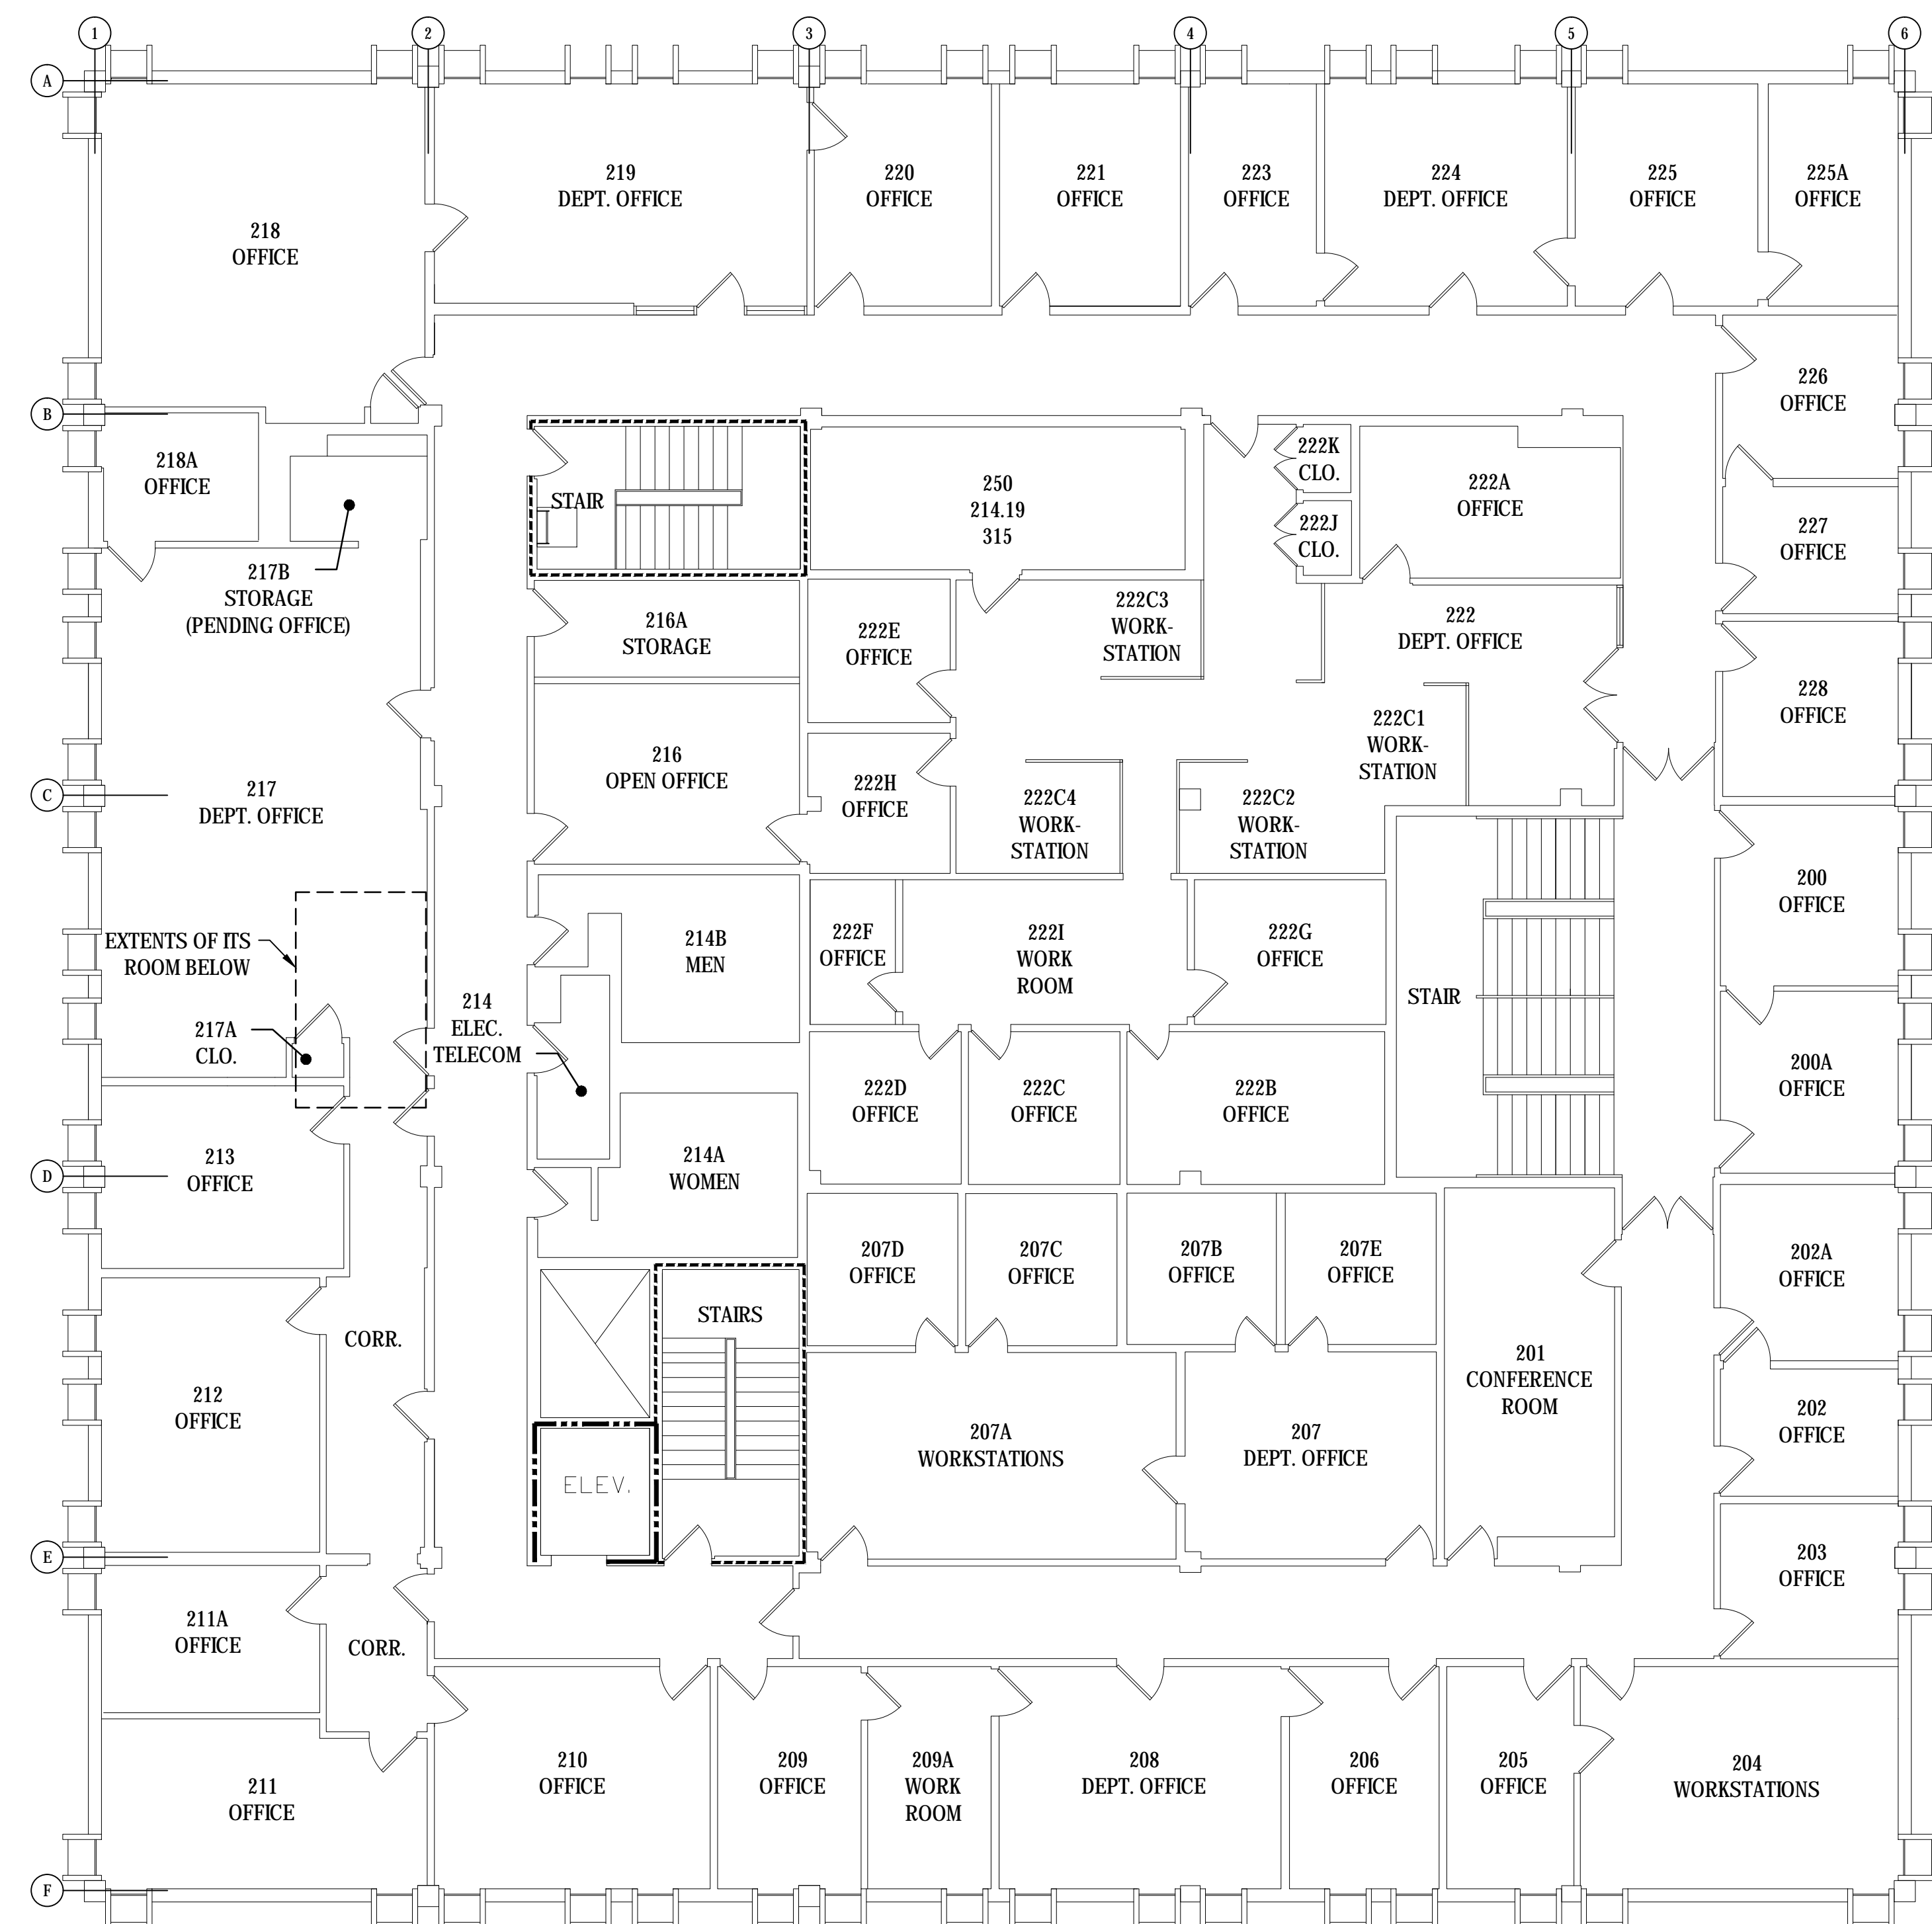 1
2
3
4
5
6
A
219
DEPT. OFFICE
220
OFFICE
221
OFFICE
223
OFFICE
224
DEPT. OFFICE
225
OFFICE
225A
OFFICE
218
OFFICE
226
OFFICE
B
218A
OFFICE
STAIR
250
214.19
315
222K
CLO.
222J
CLO.
222A
OFFICE
227
OFFICE
217B
STORAGE
(PENDING OFFICE)
216A
STORAGE
222E
OFFICE
222C3
WORK-
STATION
222
DEPT. OFFICE
228
OFFICE
216
OPEN OFFICE
222H
OFFICE
222C1
WORK-
STATION
C
217
DEPT. OFFICE
222C4
WORK-
STATION
222C2
WORK-
STATION
200
OFFICE
EXTENTS OF ITS
ROOM BELOW
214B
MEN
222F
OFFICE
222I
WORK
ROOM
222G
OFFICE
STAIR
217A
CLO.
214
ELEC.
TELECOM
222D
OFFICE
222C
OFFICE
222B
OFFICE
200A
OFFICE
D
213
OFFICE
214A
WOMEN
207D
OFFICE
207C
OFFICE
207B
OFFICE
207E
OFFICE
202A
OFFICE
STAIRS
CORR.
201
CONFERENCE
ROOM
212
OFFICE
207A
WORKSTATIONS
207
DEPT. OFFICE
202
OFFICE
ELEV.
E
203
OFFICE
211A
OFFICE
CORR.
211
OFFICE
210
OFFICE
209
OFFICE
209A
WORK
ROOM
208
DEPT. OFFICE
206
OFFICE
205
OFFICE
204
WORKSTATIONS
F